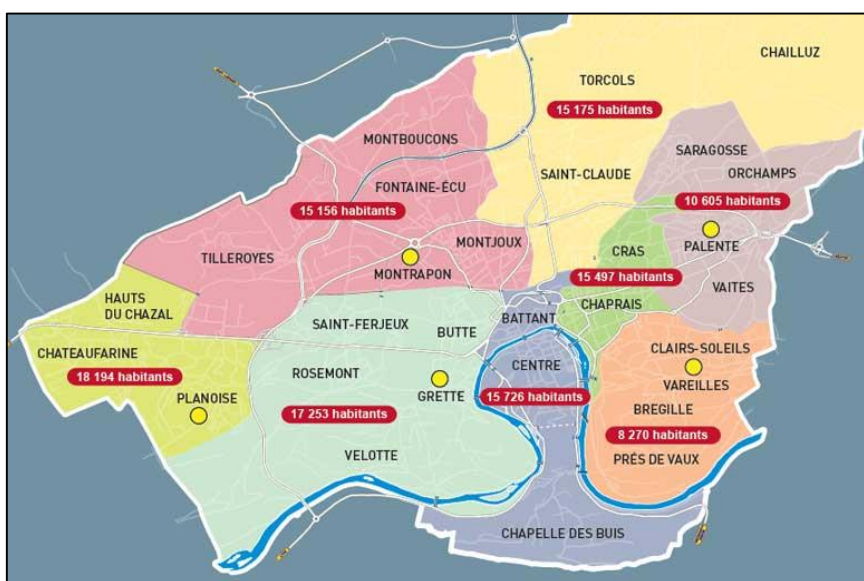 CHAILLUZ
TORCOLS
15 175 habitants
MONTBOUCONS
SARAGOSSE
ORCHAMPS
SAINT-CLAUDE
FONTAINE-ÉCU
10 605 habitants
15 156 habitants
CRAS
PALENTE
MONTJOUX
TILLEROYES
MONTRAPON
15 497 habitants
VAITES
HAUTS
DU CHAZAL
CHAPRAIS
BATTANT
SAINT-FERJEUX
BUTTE
CLAIRS-SOLEILS
CHATEAUFARINE
CENTRE
18 194 habitants
ROSEMONT
VAREILLES
PLANOISE
GRETTE
15 726 habitants
BREGILLE
17 253 habitants
8 270 habitants
VELOTTE
PRÉS DE VAUX
CHAPELLE DES BUIS